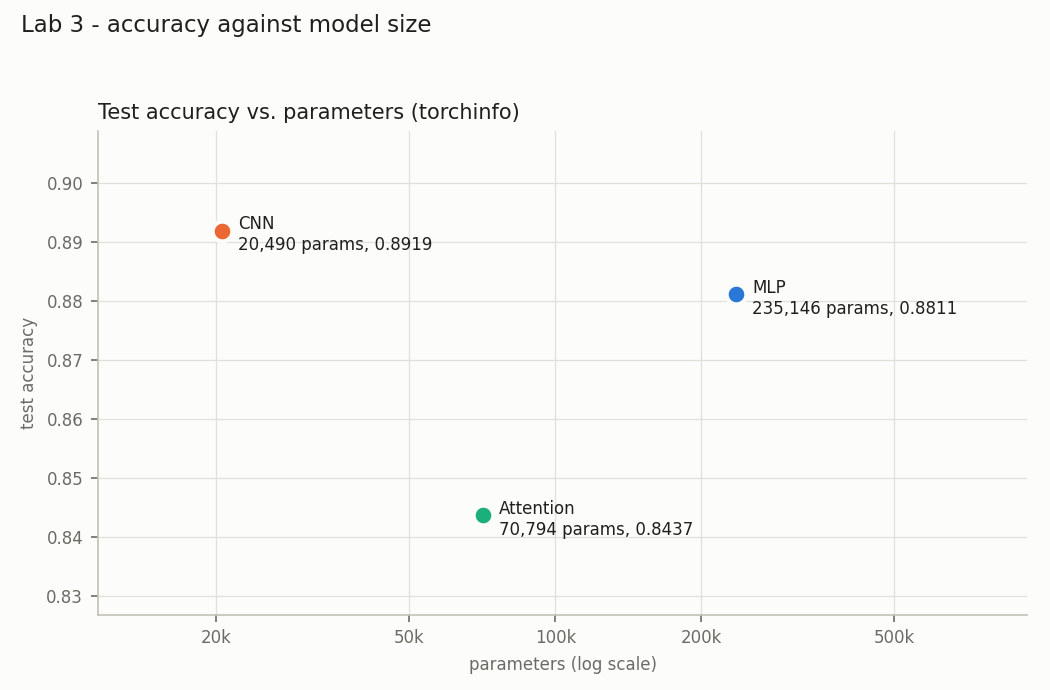 Lab 3 - accuracy against model size
Test accuracy vs. parameters (torchinfo)
test accuracy
0.90
0.89
0.88
0.87
0.86
0.85
0.84
0.83
CNN
20,490 params, 0.8919
MLP
235,146 params, 0.8811
Attention
70,794 params, 0.8437
20k
50k
100k
200k
500k
parameters (log scale)